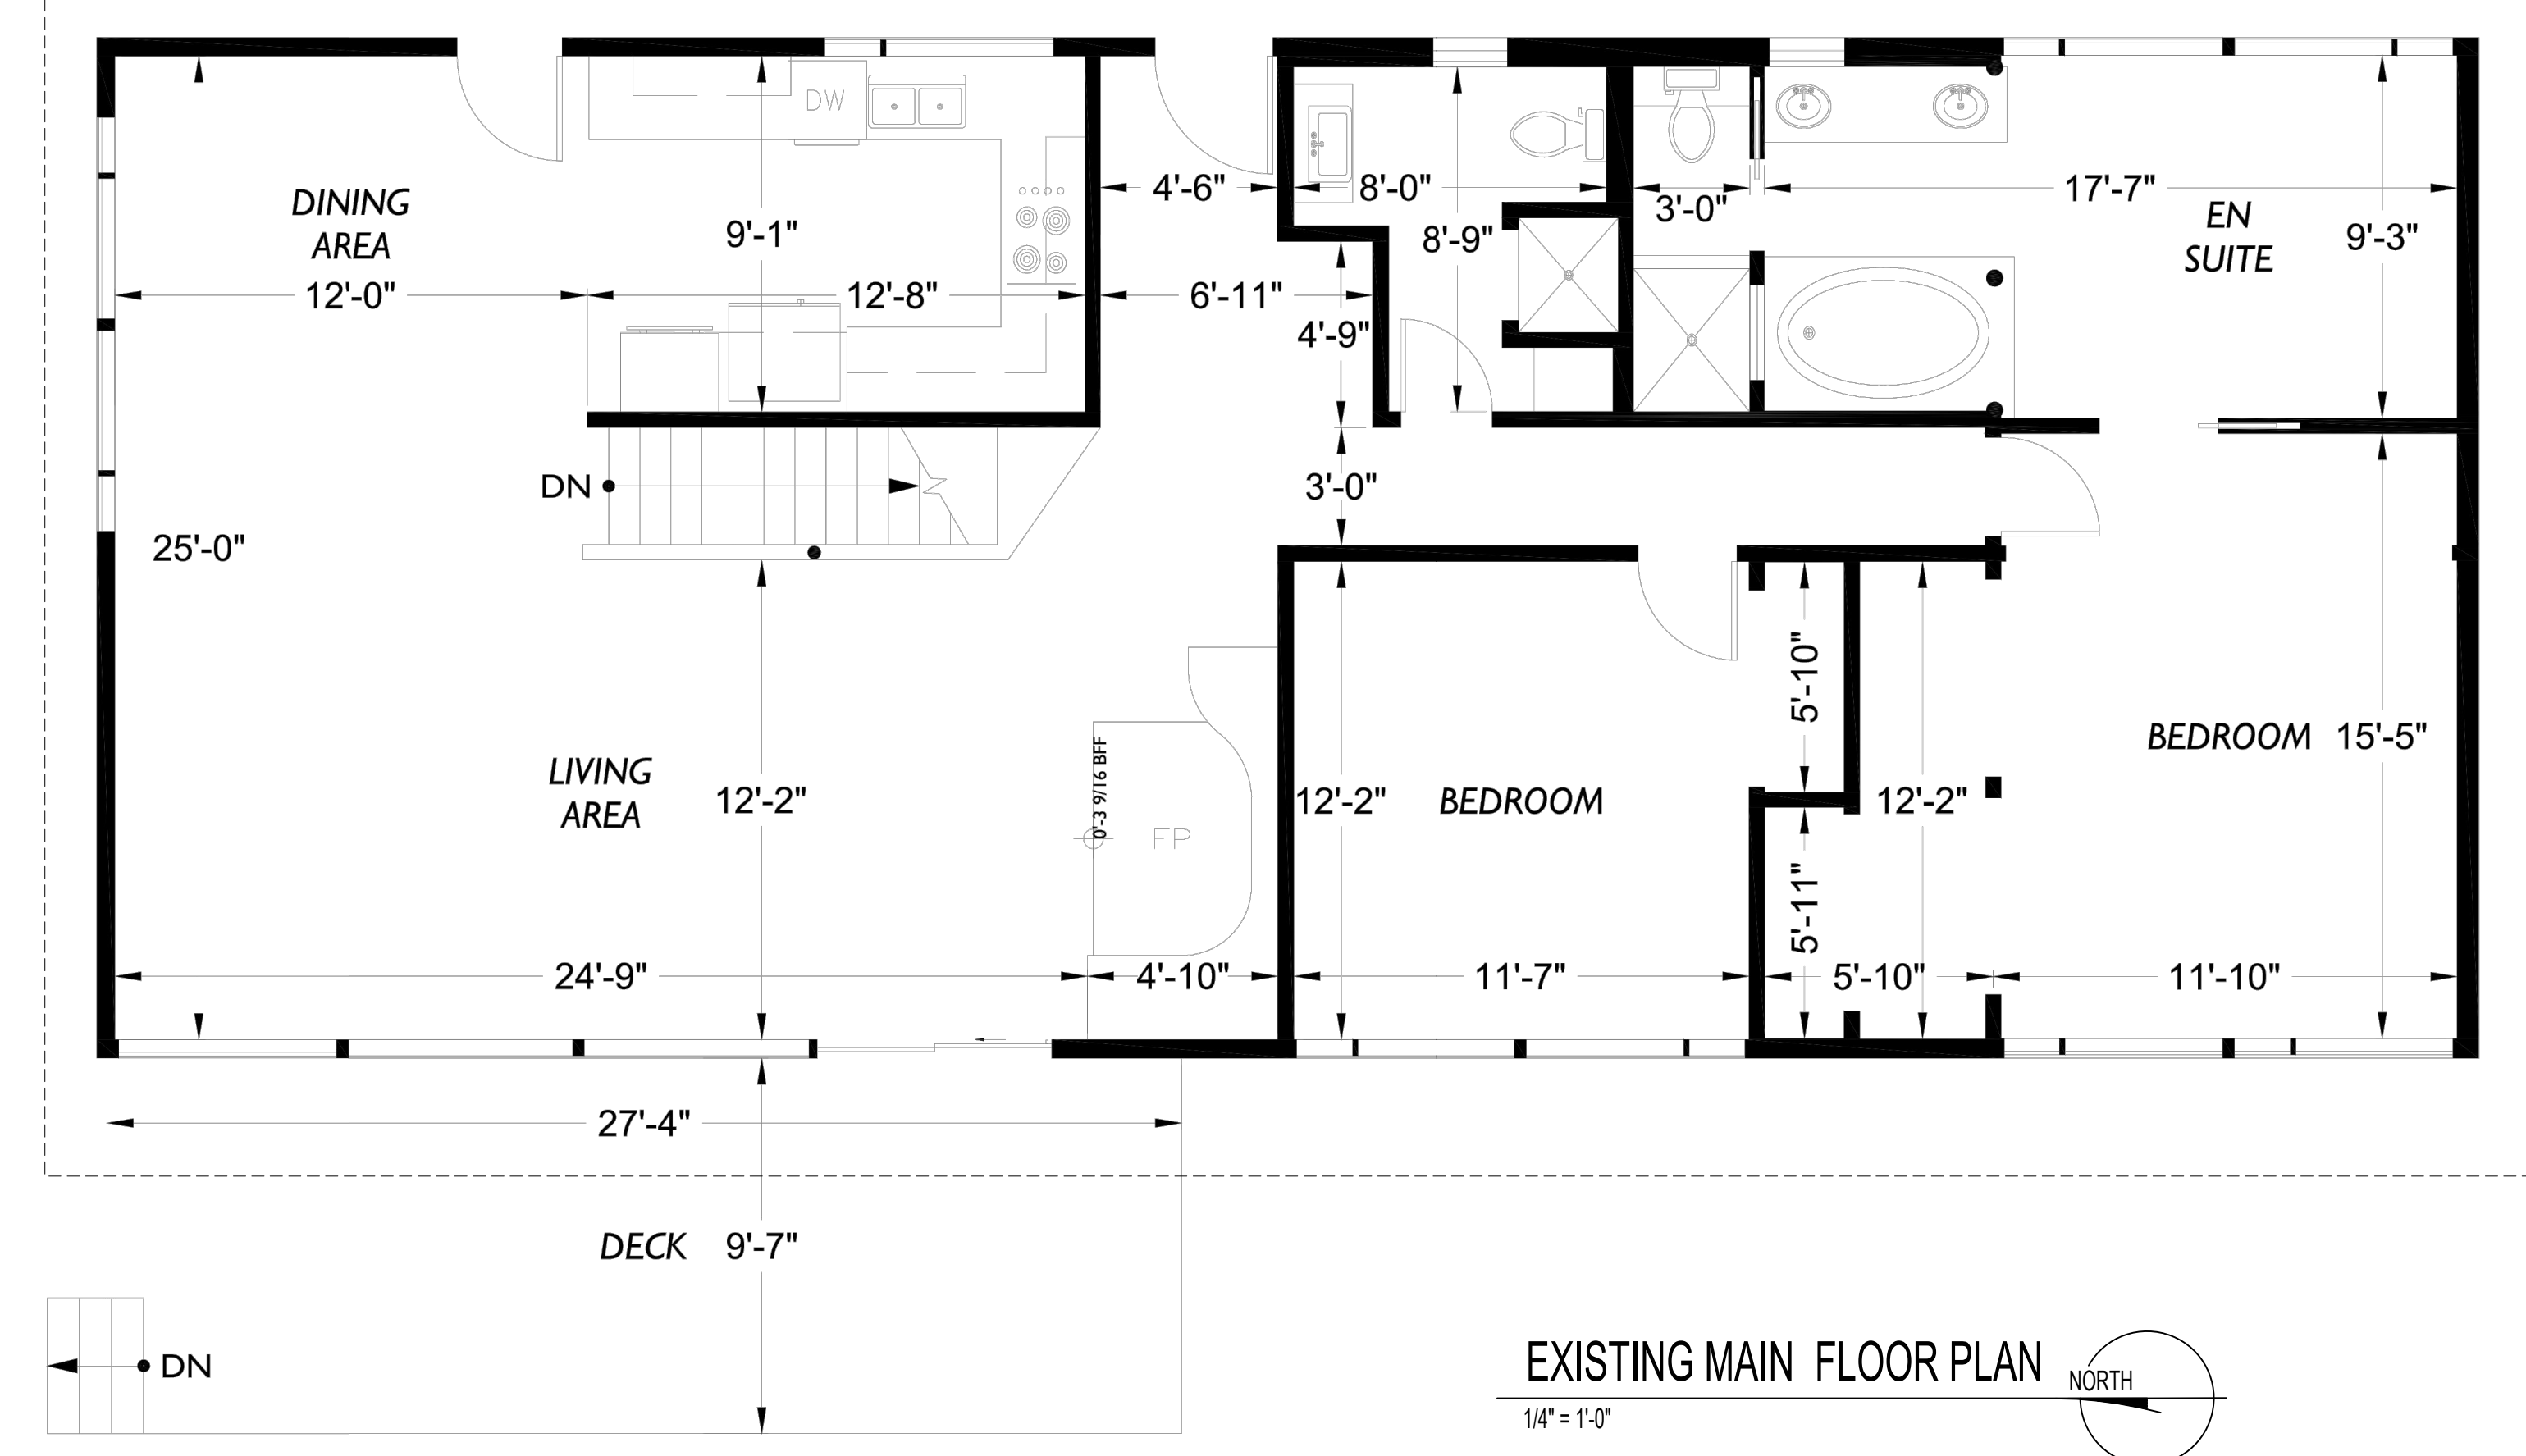 DW
DINING
AREA
4'-6"
8'-0"
3'-0"
17'-7"
EN
SUITE
9'-1"
8'-9"
9'-3"
12'-0"
12'-8"
6'-11"
4'-9"
DN
3'-0"
25'-0"
5'-10"
BEDROOM
15'-5"
LIVING
AREA
12'-2"
0'-3 9/16 BFF
FP
12'-2"
BEDROOM
12'-2"
5'-11"
24'-9"
4'-10"
11'-7"
5'-10"
11'-10"
27'-4"
DECK
9'-7"
DN
EXISTING MAIN FLOOR PLAN
NORTH
1/4" = 1'-0"